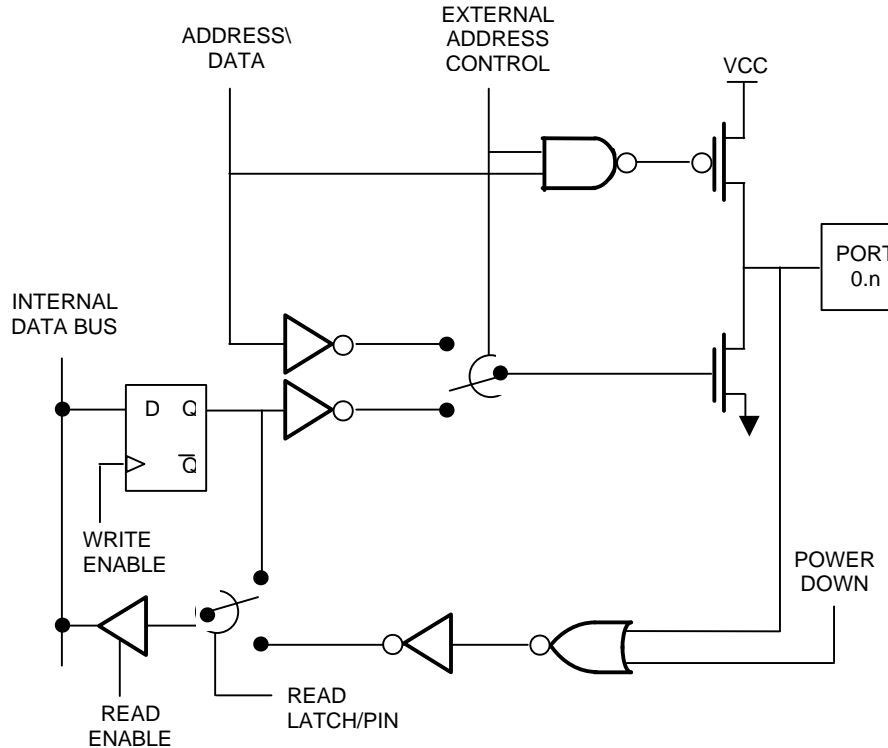 EXTERNAL
ADDRESS
CONTROL
ADDRESS\
DATA
VCC
PORT
0.n
INTERNAL
DATA BUS
D Q
Q̅
WRITE
ENABLE
POWER
DOWN
READ
LATCH/PIN
READ
ENABLE